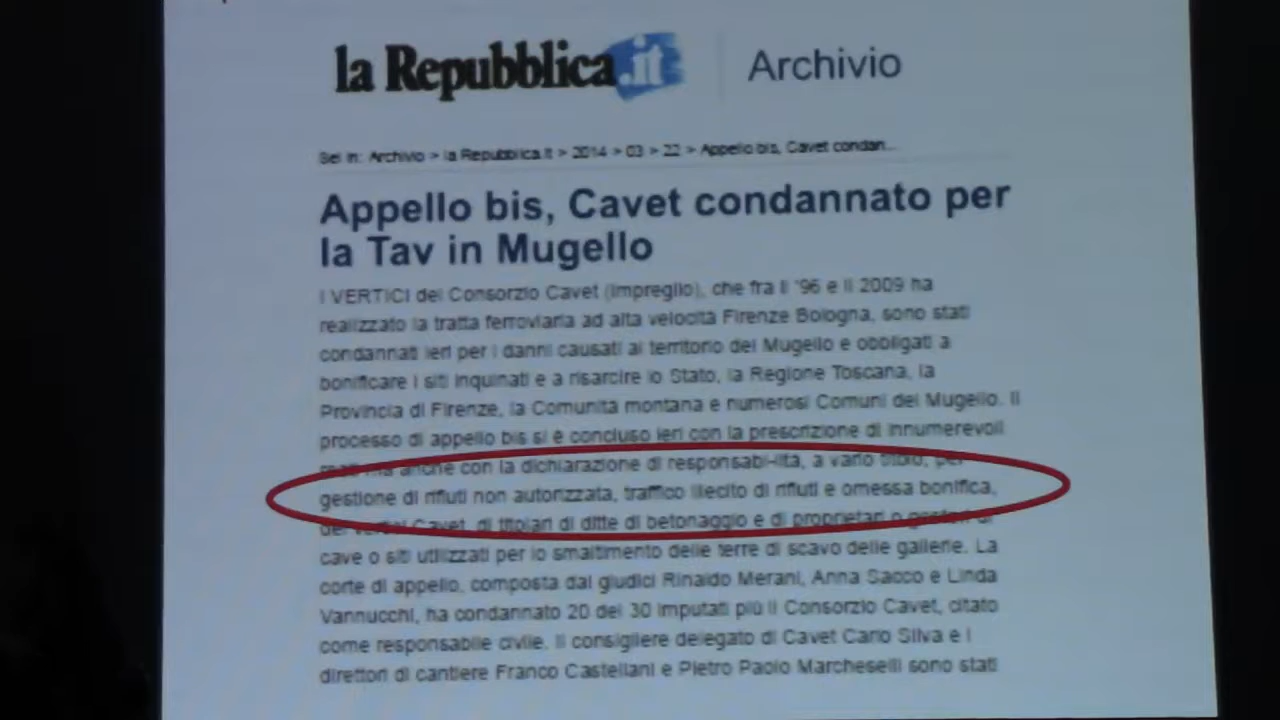 la Repubblica.it Archivio
Sei in: Archivio > la Repubblica.it > 2014 > 03 > 22 > Appello bis, Cavet condan...
Appello bis, Cavet condannato per
la Tav in Mugello
I VERTICI del Consorzio Cavet (Impreglio), che fra il '96 e il 2009 ha
realizzato la tratta ferroviaria ad alta velocità Firenze Bologna, sono stati
condannati ieri per i danni causati al territorio del Mugello e obbligati a
bonificare i siti inquinati e a risarcire lo Stato, la Regione Toscana, la
Provincia di Firenze, la Comunità montana e numerosi Comuni del Mugello. Il
processo di appello bis si è concluso ieri con la prescrizione di innumerevoli
reati ma anche con la dichiarazione di responsabi-lità, a vario titolo, per
gestione di rifiuti non autorizzata, traffico illecito di rifiuti e omessa bonifica,
dei vertici Cavet, di titolari di ditte di betonaggio e di proprietari o gestori di
cave o siti utilizzati per lo smaltimento delle terre di scavo delle gallerie. La
corte di appello, composta dai giudici Rinaldo Merani, Anna Sacco e Linda
Vannucchi, ha condannato 20 dei 30 imputati più il Consorzio Cavet, citato
come responsabile civile. Il consigliere delegato di Cavet Carlo Silva e i
direttori di cantiere Franco Castellani e Pietro Paolo Marcheselli sono stati